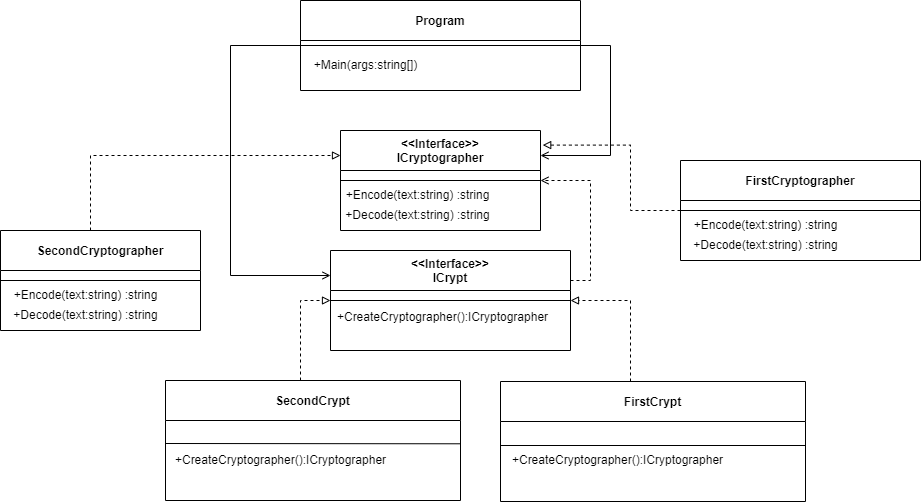 Program
+Main(args:string[])
<<Interface>>
ICryptographer
+Encode(text:string) :string
+Decode(text:string) :string
FirstCryptographer
+Encode(text:string) :string
+Decode(text:string) :string
SecondCryptographer
+Encode(text:string) :string
+Decode(text:string) :string
<<Interface>>
ICrypt
+CreateCryptographer():ICryptographer
SecondCrypt
+CreateCryptographer():ICryptographer
FirstCrypt
+CreateCryptographer():ICryptographer